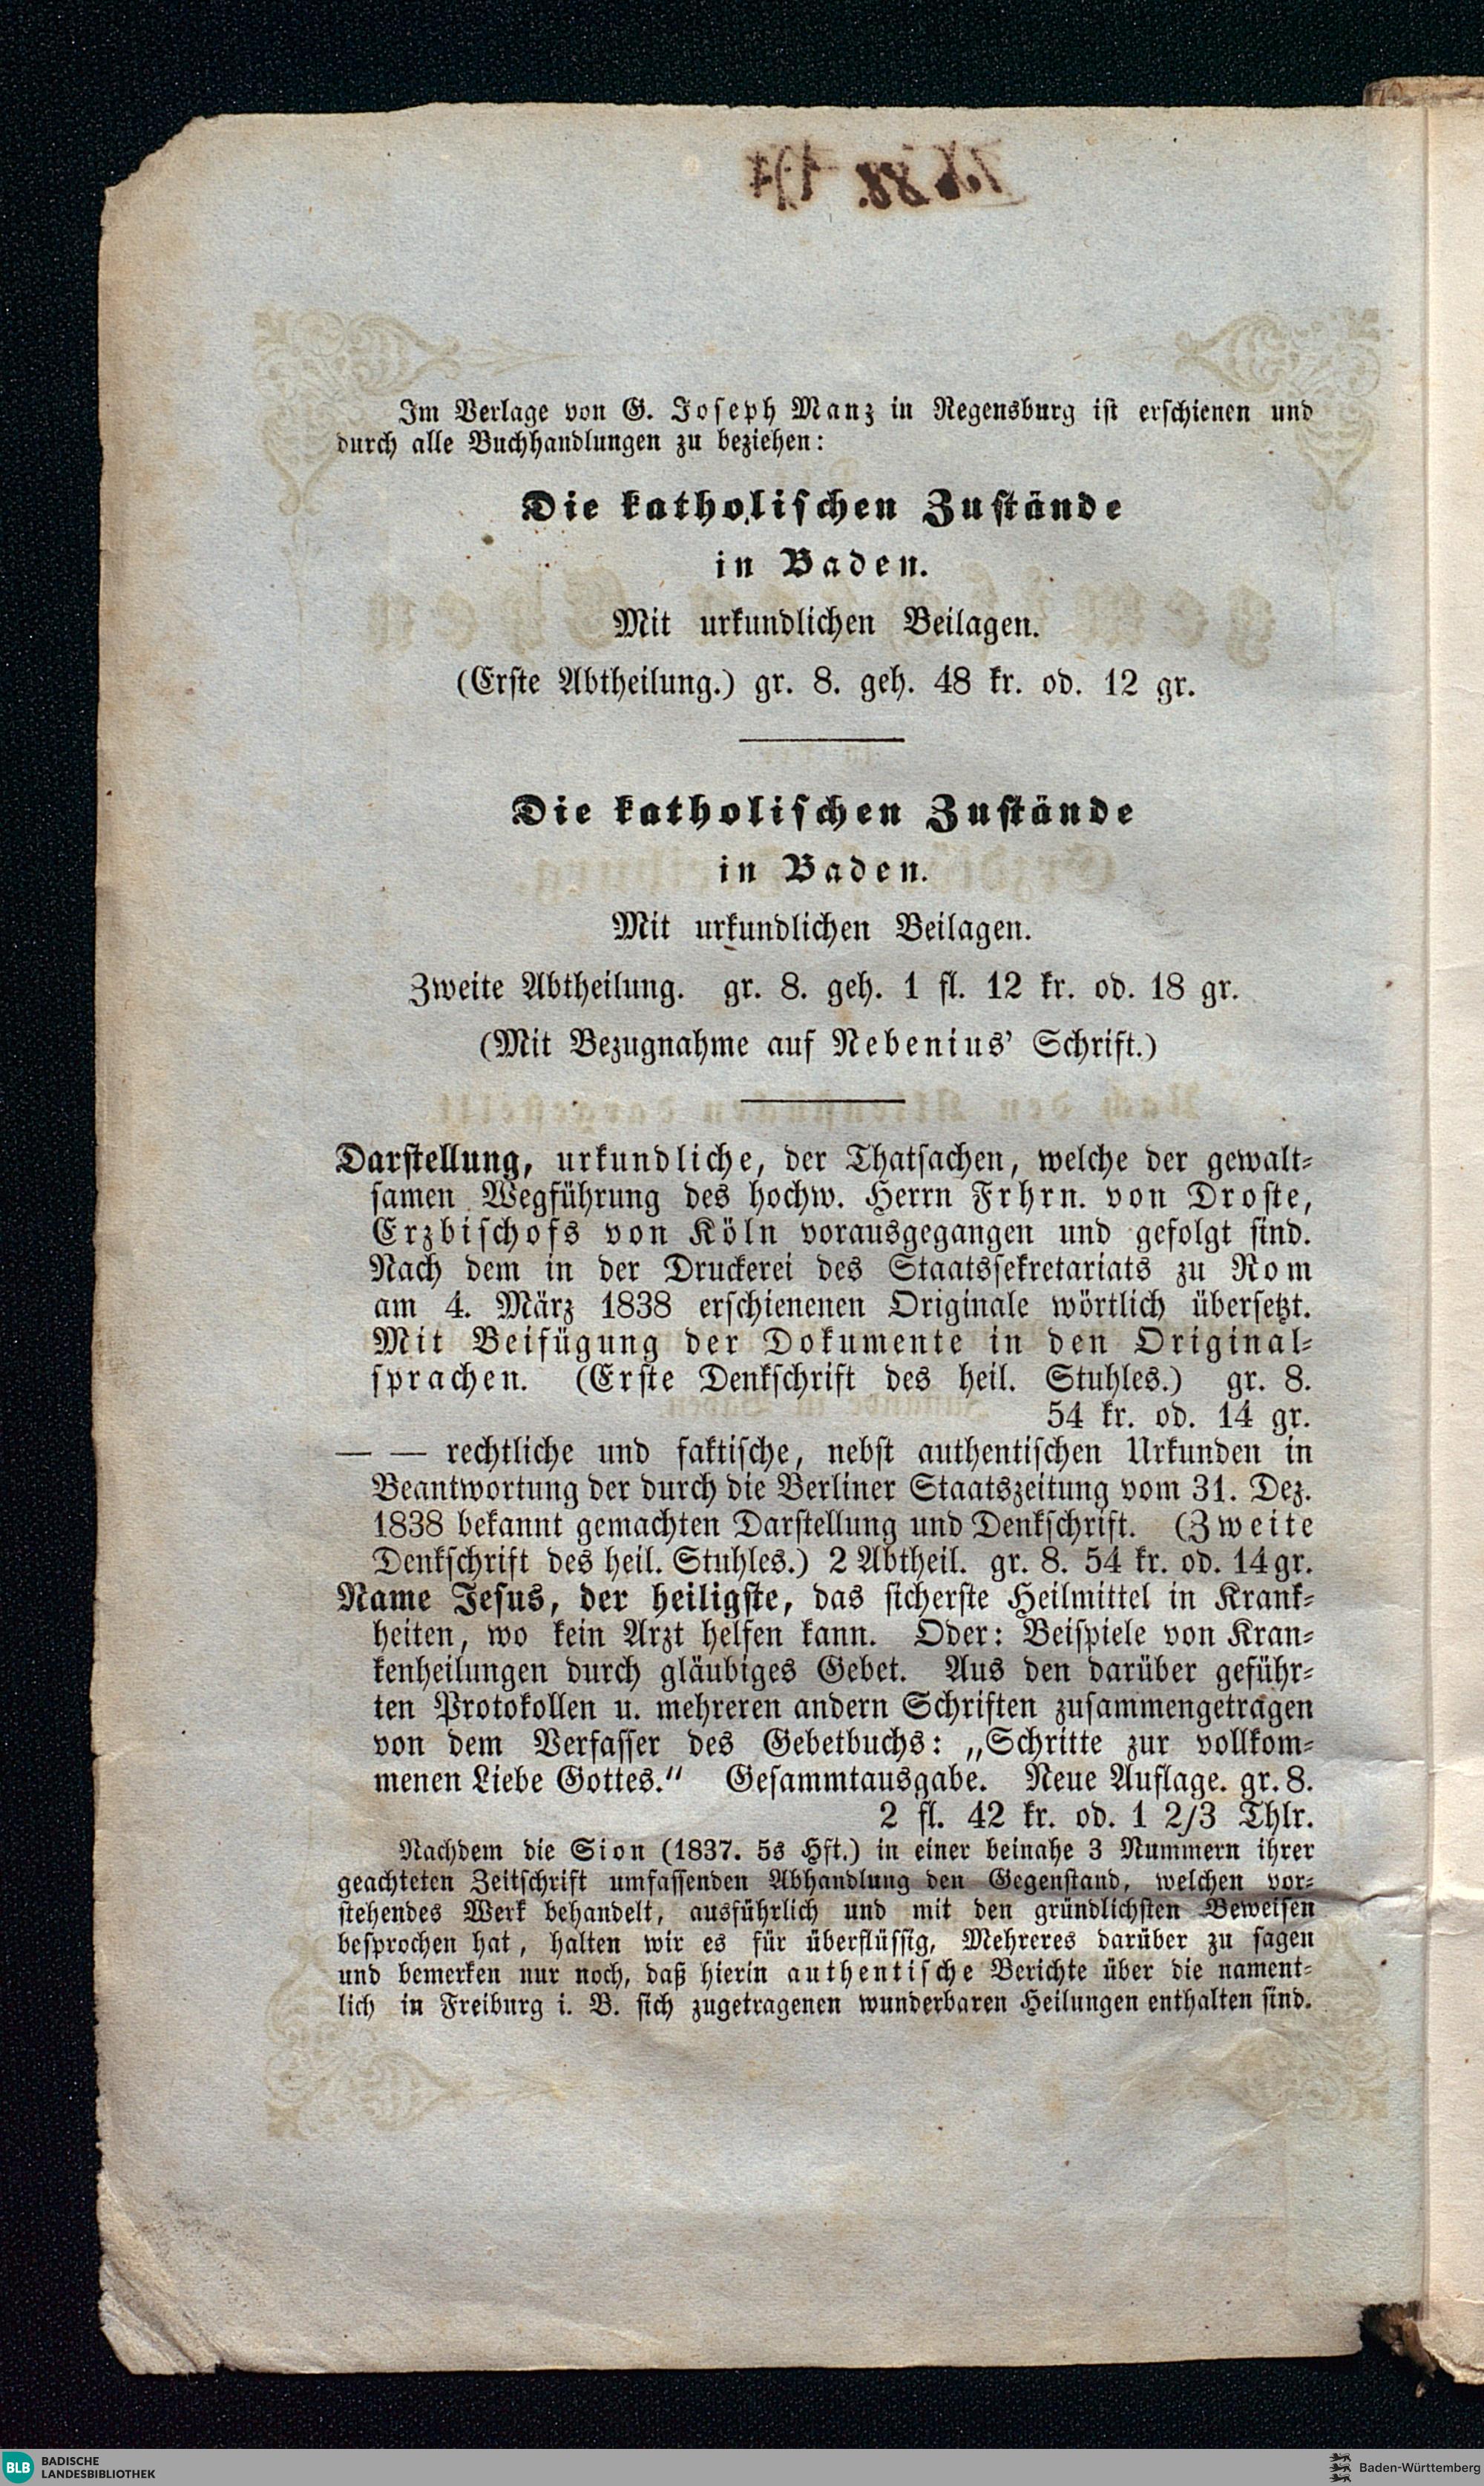 Im Verlage von G. Joseph Manz in Regensburg ist erschienen und
durch alle Buchhandlungen zu beziehen:
Die katholischen Zustände
in Baden.
Mit urkundlichen Beilagen.
(Erste Abtheilung.) gr. 8. geh. 48 kr. od. 12 gr.
Die katholischen Zustände
in Baden.
Mit urkundlichen Beilagen.
Zweite Abtheilung. gr. 8. geh. 1 fl. 12 kr. od. 18 gr.
(Mit Bezugnahme auf Nebenius' Schrift.)
Darstellung, urkundliche, der Thatsachen, welche der gewalt-
samen Wegführung des hochw. Herrn Frhrn. von Droste,
Erzbischofs von Köln vorausgegangen und gefolgt sind.
Nach dem in der Druckerei des Staatssekretariats zu Rom
am 4. März 1838 erschienenen Originale wörtlich übersetzt.
Mit Beifügung der Dokumente in den Original-
sprachen. (Erste Denkschrift des heil. Stuhles.) gr. 8.
54 kr. od. 14 gr.
— — rechtliche und faktische, nebst authentischen Urkunden in
Beantwortung der durch die Berliner Staatszeitung vom 31. Dez.
1838 bekannt gemachten Darstellung und Denkschrift. (Zweite
Denkschrift des heil. Stuhles.) 2 Abtheil. gr. 8. 54 kr. od. 14 gr.
Name Jesus, der heiligste, das sicherste Heilmittel in Krank-
heiten, wo kein Arzt helfen kann. Oder: Beispiele von Kran-
kenheilungen durch gläubiges Gebet. Aus den darüber geführ-
ten Protokollen u. mehreren andern Schriften zusammengetragen
von dem Verfasser des Gebetbuchs: „Schritte zur vollkom-
menen Liebe Gottes." Gesammtausgabe. Neue Auflage. gr. 8.
2 fl. 42 kr. od. 1 2/3 Thlr.
Nachdem die Sion (1837. 5s Hft.) in einer beinahe 3 Nummern ihrer
geachteten Zeitschrift umfassenden Abhandlung den Gegenstand, welchen vor-
stehendes Werk behandelt, ausführlich und mit den gründlichsten Beweisen
besprochen hat, halten wir es für überflüssig, Mehreres darüber zu sagen
und bemerken nur noch, daß hierin authentische Berichte über die nament-
lich in Freiburg i. B. sich zugetragenen wunderbaren Heilungen enthalten sind.
BLB BADISCHE
LANDESBIBLIOTHEK
Baden-Württemberg